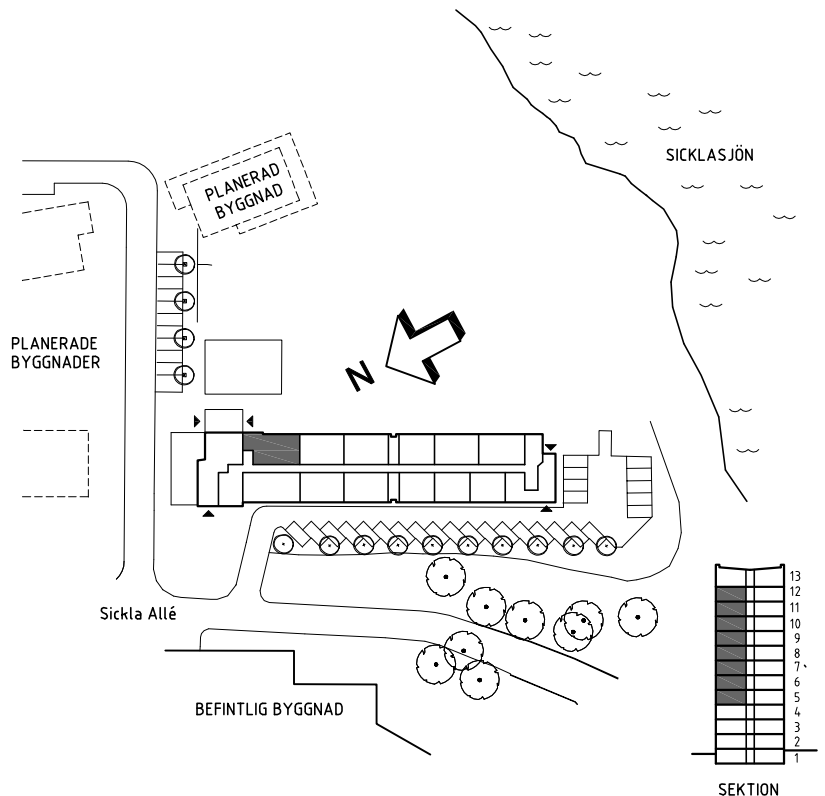 SICKLASJÖN
PLANERAD
BYGGNAD
PLANERADE
BYGGNADER
N
Sickla Allé
BEFINTLIG BYGGNAD
13
12
11
10
9
8
7
6
5
4
3
2
1
SEKTION